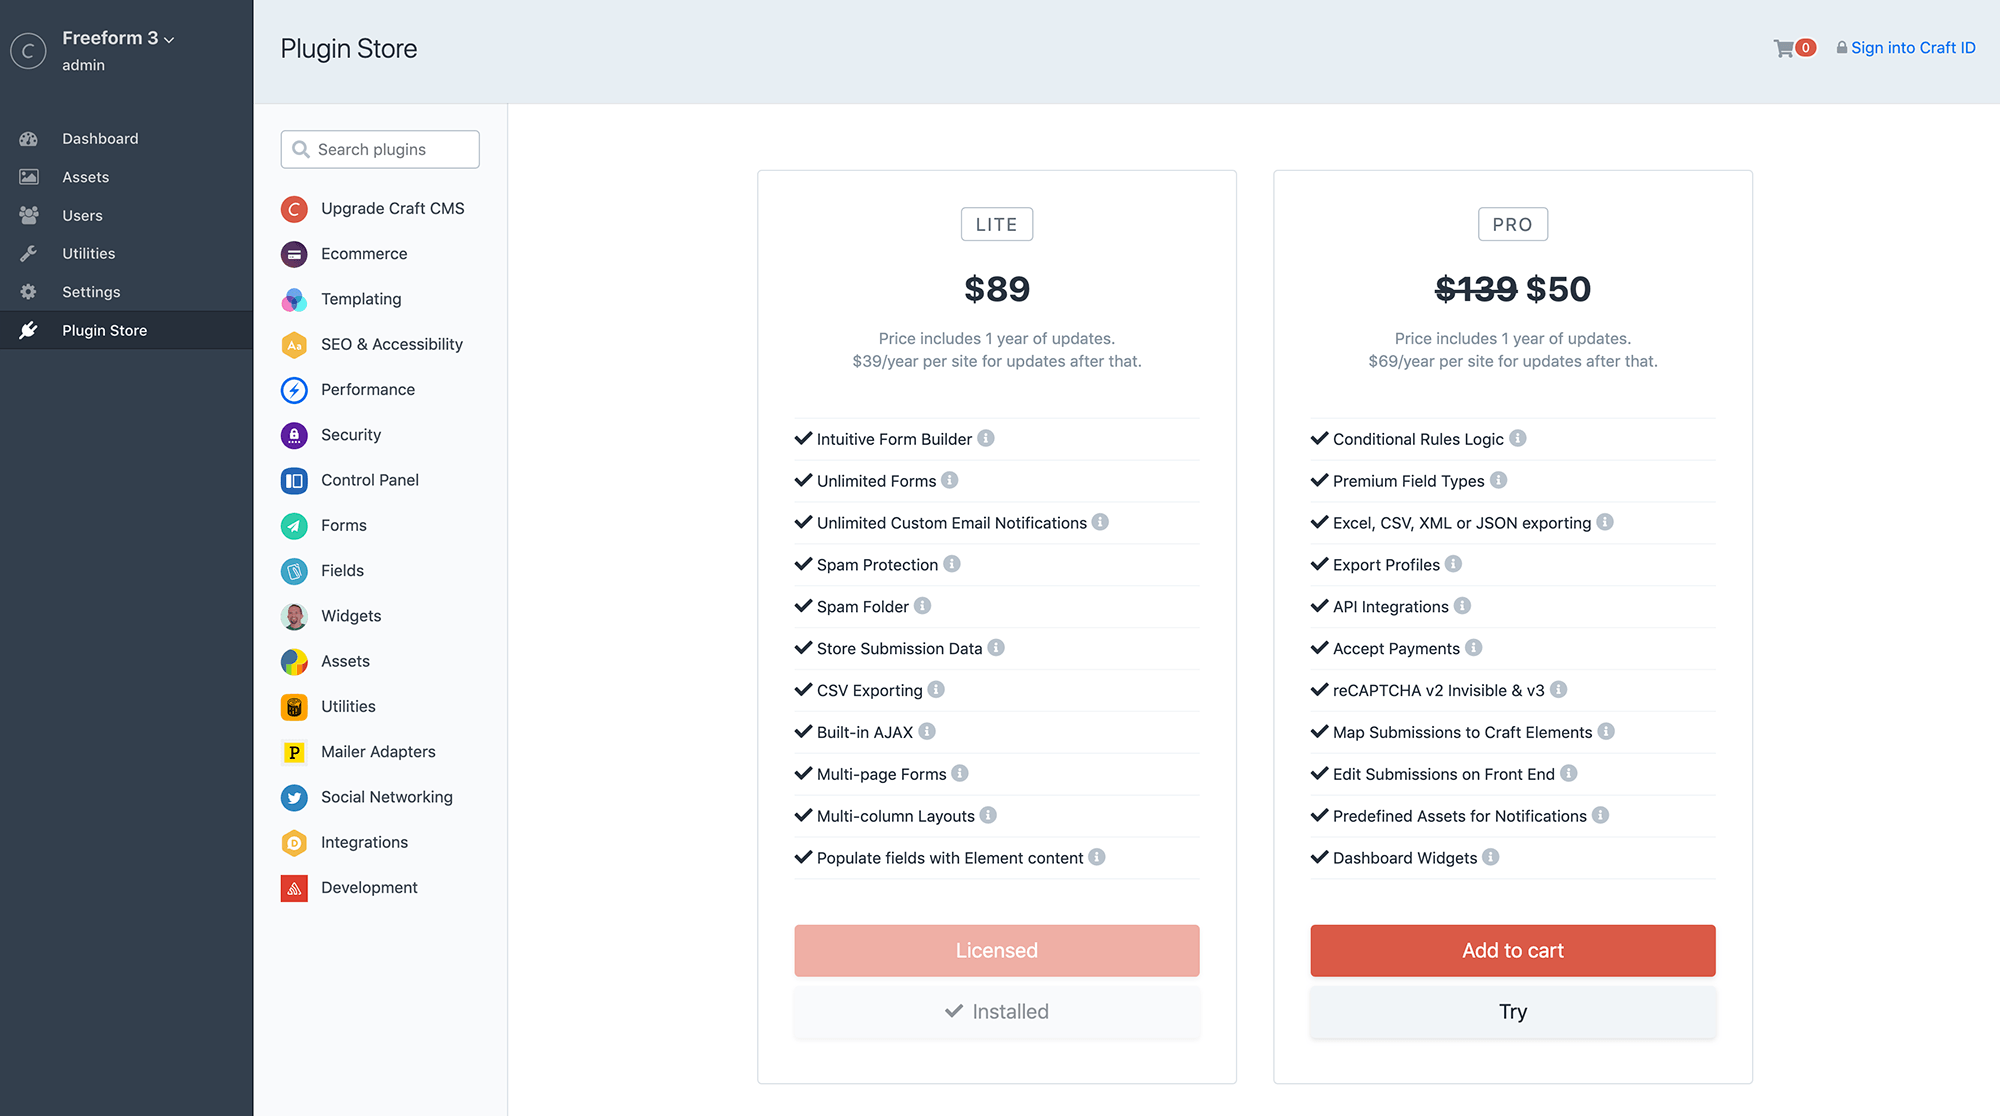 C
Freeform 3
admin
Dashboard
Assets
Users
Utilities
Settings
Plugin Store
Plugin Store
0
Sign into Craft ID
Search plugins
C
Upgrade Craft CMS
Ecommerce
Templating
Aa
SEO & Accessibility
Performance
Security
Control Panel
Forms
Fields
Widgets
Assets
Utilities
P
Mailer Adapters
Social Networking
D
Integrations
Development
LITE
$89
Price includes 1 year of updates.
$39/year per site for updates after that.
Intuitive Form Builder
Unlimited Forms
Unlimited Custom Email Notifications
Spam Protection
Spam Folder
Store Submission Data
CSV Exporting
Built-in AJAX
Multi-page Forms
Multi-column Layouts
Populate fields with Element content
Licensed
Installed
PRO
$139 $50
Price includes 1 year of updates.
$69/year per site for updates after that.
Conditional Rules Logic
Premium Field Types
Excel, CSV, XML or JSON exporting
Export Profiles
API Integrations
Accept Payments
reCAPTCHA v2 Invisible & v3
Map Submissions to Craft Elements
Edit Submissions on Front End
Predefined Assets for Notifications
Dashboard Widgets
Add to cart
Try